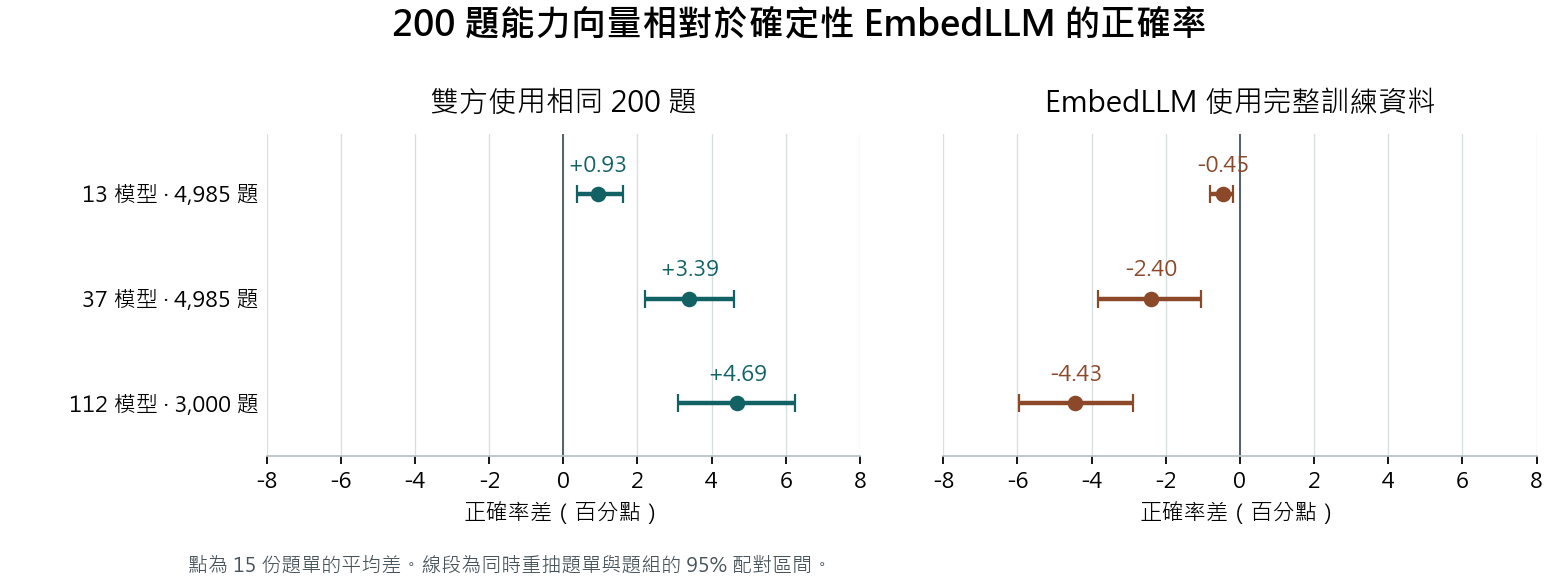 200 題能力向量相對於確定性 EmbedLLM 的正確率
雙方使用相同 200 題
EmbedLLM 使用完整訓練資料
13 模型 · 4,985 題
+0.93
-0.45
37 模型 · 4,985 題
+3.39
-2.40
112 模型 · 3,000 題
+4.69
-4.43
-8 -6 -4 -2 0 2 4 6 8
-8 -6 -4 -2 0 2 4 6 8
正確率差（百分點）
正確率差（百分點）
點為 15 份題單的平均差。線段為同時重抽題單與題組的 95% 配對區間。